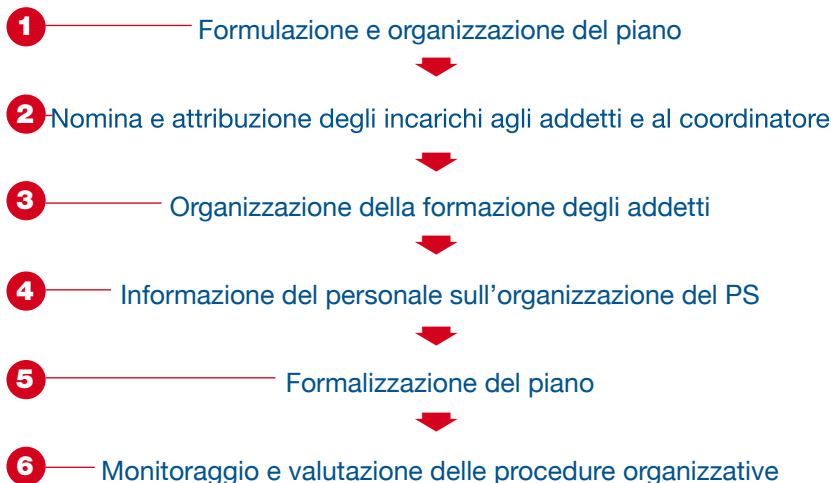 1 Formulazione e organizzazione del piano
2 Nomina e attribuzione degli incarichi agli addetti e al coordinatore
3 Organizzazione della formazione degli addetti
4 Informazione del personale sull'organizzazione del PS
5 Formalizzazione del piano
6 Monitoraggio e valutazione delle procedure organizzative